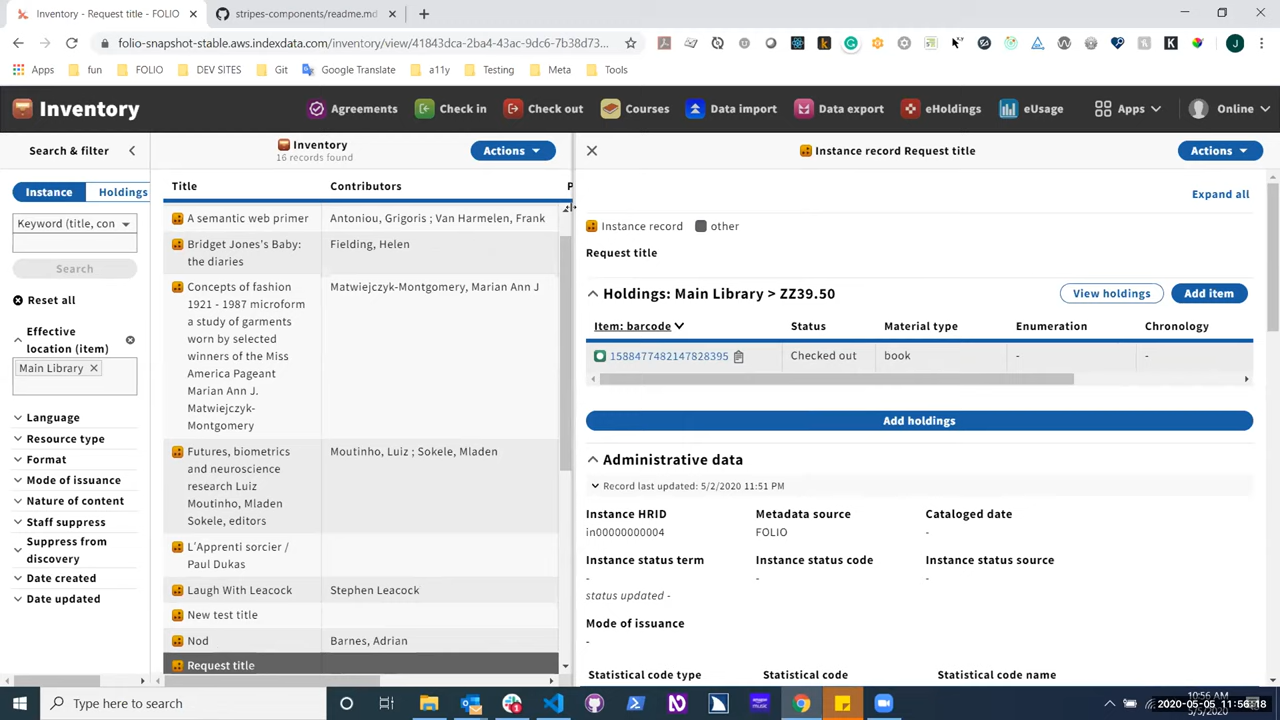 Inventory - Request title - FOLIO
stripes-components/readme.md
folio-snapshot-stable.aws.indexdata.com/inventory/view/41843dca-2ba4-43ac-9dc6-7b38d73...
Apps fun FOLIO DEV SITES Git Google Translate a11y Testing Meta Tools
Inventory Agreements Check in Check out Courses Data import Data export eHoldings eUsage Apps Online
Search & filter
Instance Holdings
Keyword (title, con
Search
Reset all
Effective
location (item)
Main Library
Language
Resource type
Format
Mode of issuance
Nature of content
Staff suppress
Suppress from
discovery
Date created
Date updated
Inventory
16 records found
Actions
Title Contributors P
A semantic web primer Antoniou, Grigoris ; Van Harmelen, Frank
Bridget Jones's Baby: Fielding, Helen
the diaries
Concepts of fashion Matwiejczyk-Montgomery, Marian Ann J
1921 - 1987 microform
a study of garments
worn by selected
winners of the Miss
America Pageant
Marian Ann J.
Matwiejczyk-
Montgomery
Futures, biometrics Moutinho, Luiz ; Sokele, Mladen
and neuroscience
research Luiz
Moutinho, Mladen
Sokele, editors
L'Apprenti sorcier /
Paul Dukas
Laugh With Leacock Stephen Leacock
New test title
Nod Barnes, Adrian
Request title
Instance record Request title
Actions
Expand all
Instance record other
Request title
Holdings: Main Library > ZZ39.50 View holdings Add item
Item: barcode Status Material type Enumeration Chronology
1588477482147828395 Checked out book - -
Add holdings
Administrative data
Record last updated: 5/2/2020 11:51 PM
Instance HRID Metadata source Cataloged date
in00000000004 FOLIO -
Instance status term Instance status code Instance status source
- - -
status updated -
Mode of issuance
-
Statistical code type Statistical code Statistical code name
Type here to search
2020-05-05 11:56:18